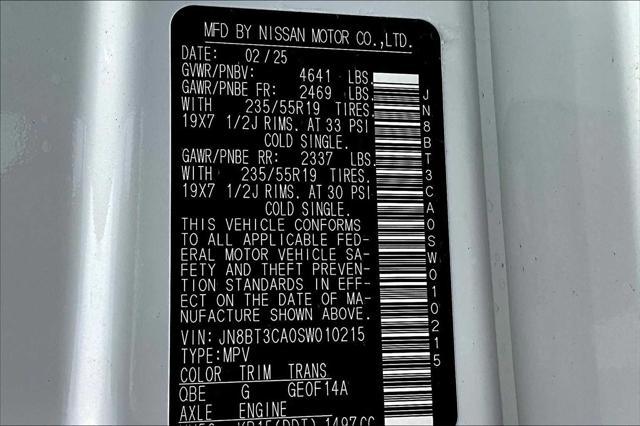 MFD BY NISSAN MOTOR CO.,LTD.
DATE: 02/25
GVWR/PNBV: 4641 LBS
GAWR/PNBE FR: 2469 LBS.
WITH 235/55R19 TIRES.
19X7 1/2J RIMS. AT 33 PSI
COLD SINGLE.
GAWR/PNBE RR: 2337 LBS.
WITH 235/55R19 TIRES.
19X7 1/2J RIMS. AT 30 PSI
COLD SINGLE.
THIS VEHICLE CONFORMS
TO ALL APPLICABLE FED-
ERAL MOTOR VEHICLE SA-
FETY AND THEFT PREVEN-
TION STANDARDS IN EFF-
ECT ON THE DATE OF MA-
NUFACTURE SHOWN ABOVE.
VIN: JN8BT3CA0SW010215
TYPE:MPV
COLOR TRIM TRANS
QBE G GE0F14A
AXLE ENGINE
KR15(DDT) 1497CC
JN8BT3CA0SW010215